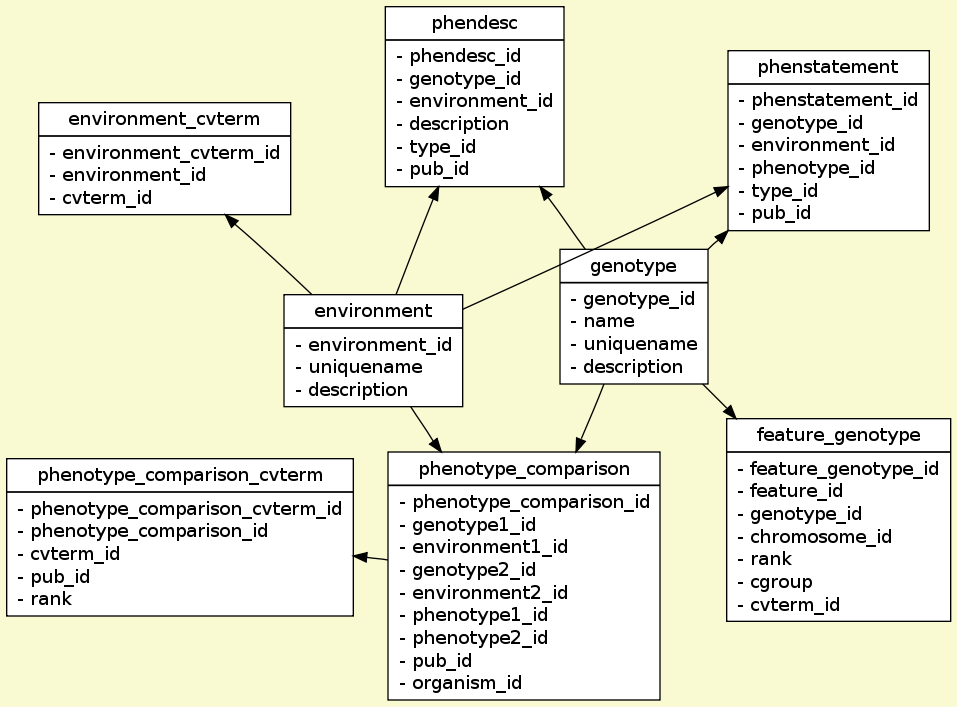 phendesc
- phendesc_id
- genotype_id
- environment_id
- description
- type_id
- pub_id
phenstatement
- phenstatement_id
- genotype_id
- environment_id
- phenotype_id
- type_id
- pub_id
environment_cvterm
- environment_cvterm_id
- environment_id
- cvterm_id
genotype
- genotype_id
- name
- uniquename
- description
environment
- environment_id
- uniquename
- description
feature_genotype
- feature_genotype_id
- feature_id
- genotype_id
- chromosome_id
- rank
- cgroup
- cvterm_id
phenotype_comparison_cvterm
- phenotype_comparison_cvterm_id
- phenotype_comparison_id
- cvterm_id
- pub_id
- rank
phenotype_comparison
- phenotype_comparison_id
- genotype1_id
- environment1_id
- genotype2_id
- environment2_id
- phenotype1_id
- phenotype2_id
- pub_id
- organism_id